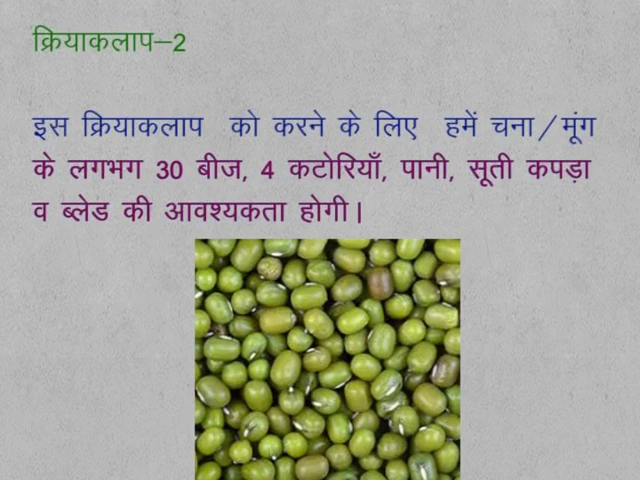 क्रियाकलाप–2
इस क्रियाकलाप को करने के लिए हमें चना/मूंग
के लगभग 30 बीज, 4 कटोरियाँ, पानी, सूती कपड़ा
व ब्लेड की आवश्यकता होगी।